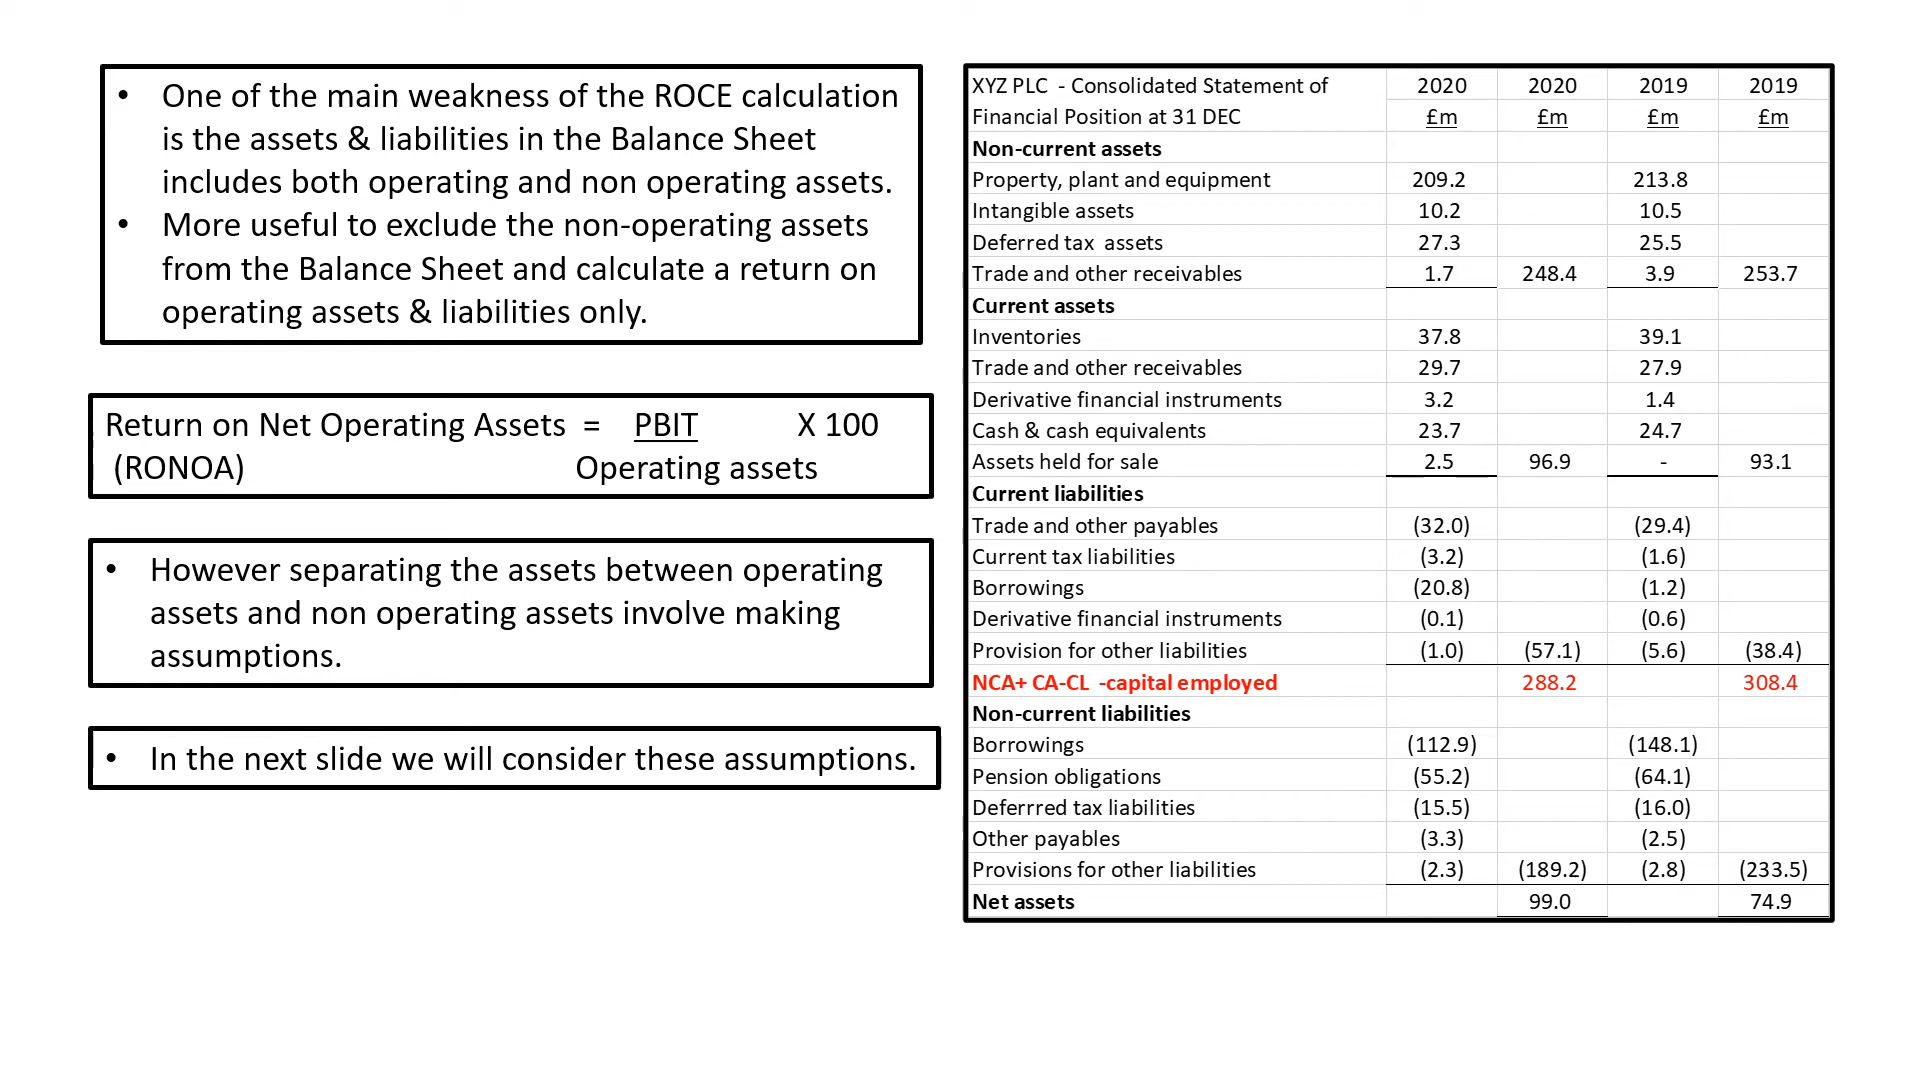 • One of the main weakness of the ROCE calculation
is the assets & liabilities in the Balance Sheet
includes both operating and non operating assets.
• More useful to exclude the non-operating assets
from the Balance Sheet and calculate a return on
operating assets & liabilities only.
Return on Net Operating Assets = PBIT X 100
(RONOA) Operating assets
• However separating the assets between operating
assets and non operating assets involve making
assumptions.
• In the next slide we will consider these assumptions.
XYZ PLC - Consolidated Statement of 2020 2020 2019 2019
Financial Position at 31 DEC £m £m £m £m
Non-current assets
Property, plant and equipment 209.2 213.8
Intangible assets 10.2 10.5
Deferred tax assets 27.3 25.5
Trade and other receivables 1.7 248.4 3.9 253.7
Current assets
Inventories 37.8 39.1
Trade and other receivables 29.7 27.9
Derivative financial instruments 3.2 1.4
Cash & cash equivalents 23.7 24.7
Assets held for sale 2.5 96.9 - 93.1
Current liabilities
Trade and other payables (32.0) (29.4)
Current tax liabilities (3.2) (1.6)
Borrowings (20.8) (1.2)
Derivative financial instruments (0.1) (0.6)
Provision for other liabilities (1.0) (57.1) (5.6) (38.4)
NCA+ CA-CL -capital employed 288.2 308.4
Non-current liabilities
Borrowings (112.9) (148.1)
Pension obligations (55.2) (64.1)
Deferrred tax liabilities (15.5) (16.0)
Other payables (3.3) (2.5)
Provisions for other liabilities (2.3) (189.2) (2.8) (233.5)
Net assets 99.0 74.9